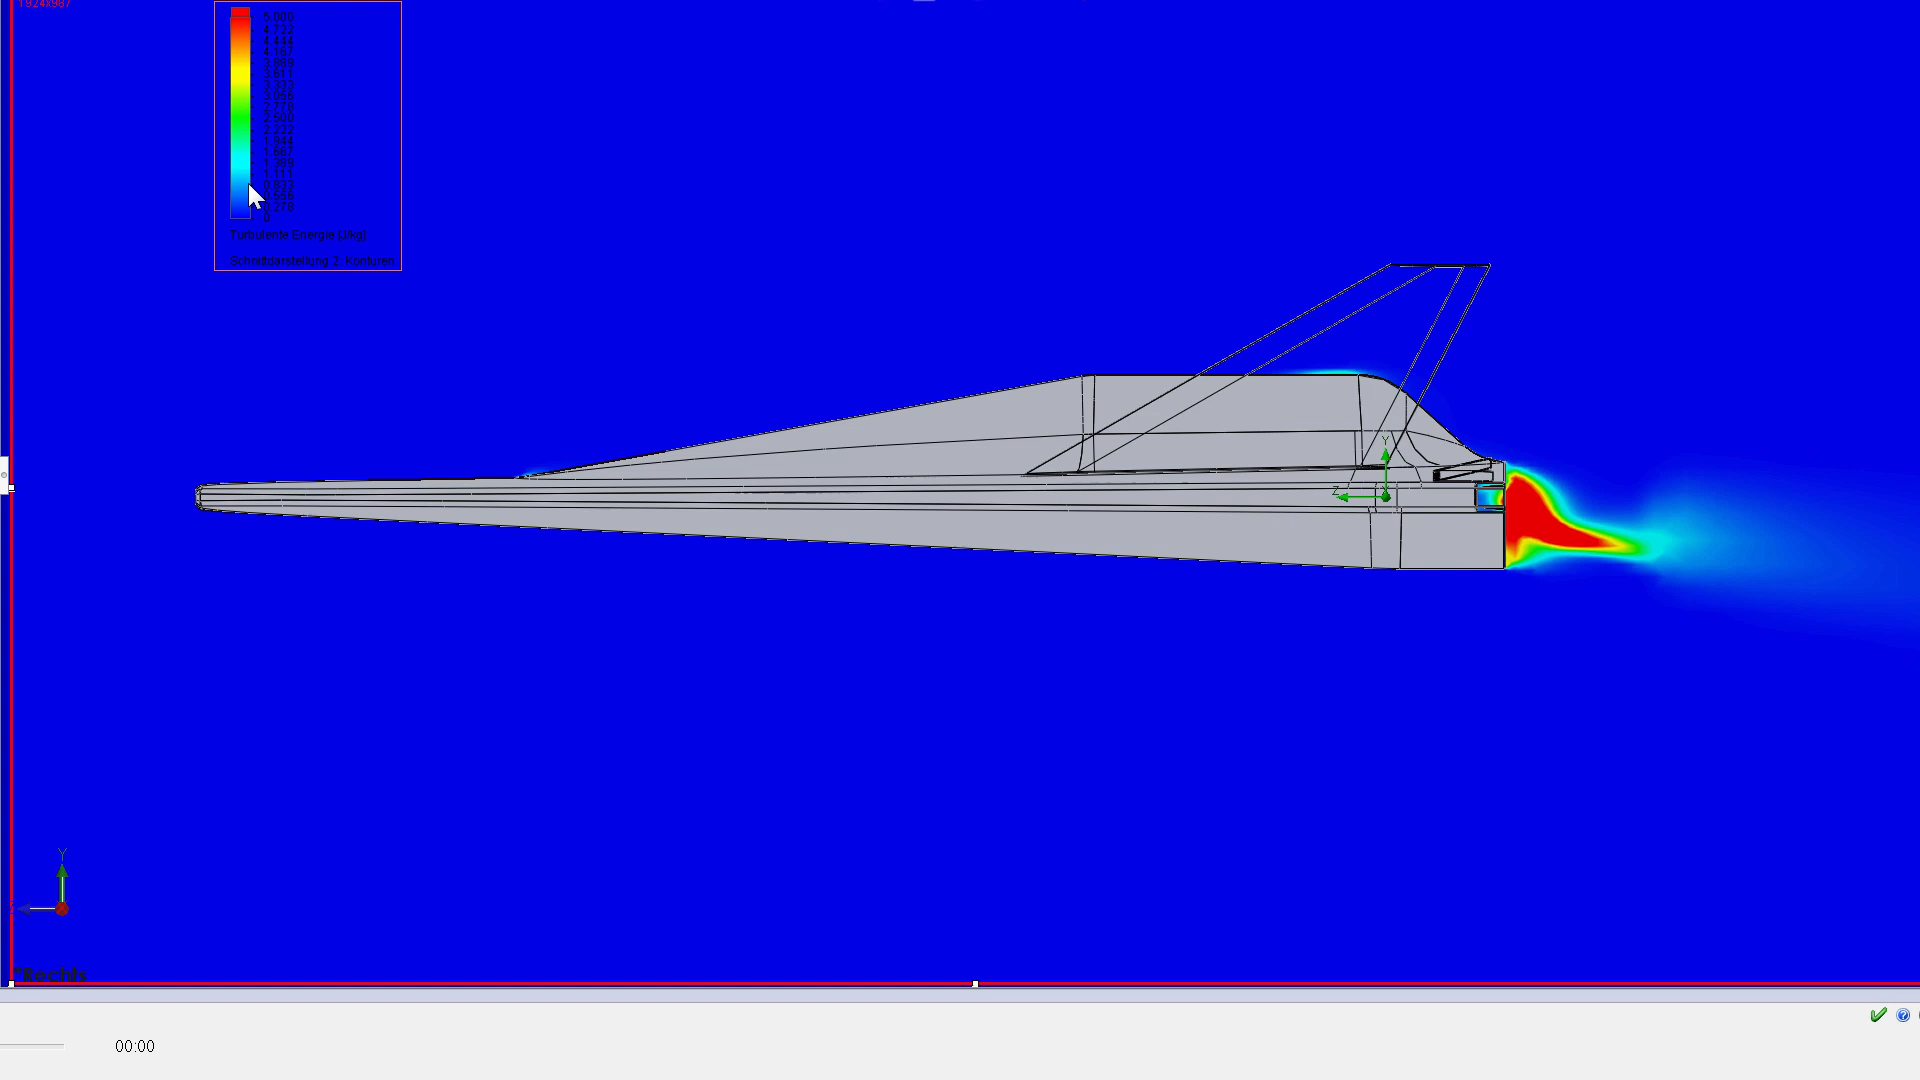 1924x987
5.000
4.722
4.444
4.167
3.889
3.611
3.333
3.056
2.778
2.500
2.222
1.944
1.667
1.389
1.111
0.833
0.556
0.278
0
Turbulente Energie [J/kg]
Schnittdarstellung 2: Konturen
Y
Z
Y
*Rechts
00:00